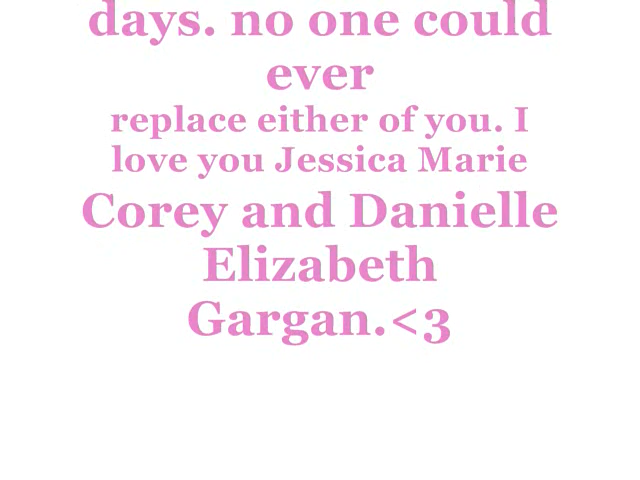 days. no one could
ever
replace either of you. I
love you Jessica Marie
Corey and Danielle
Elizabeth
Gargan.<3